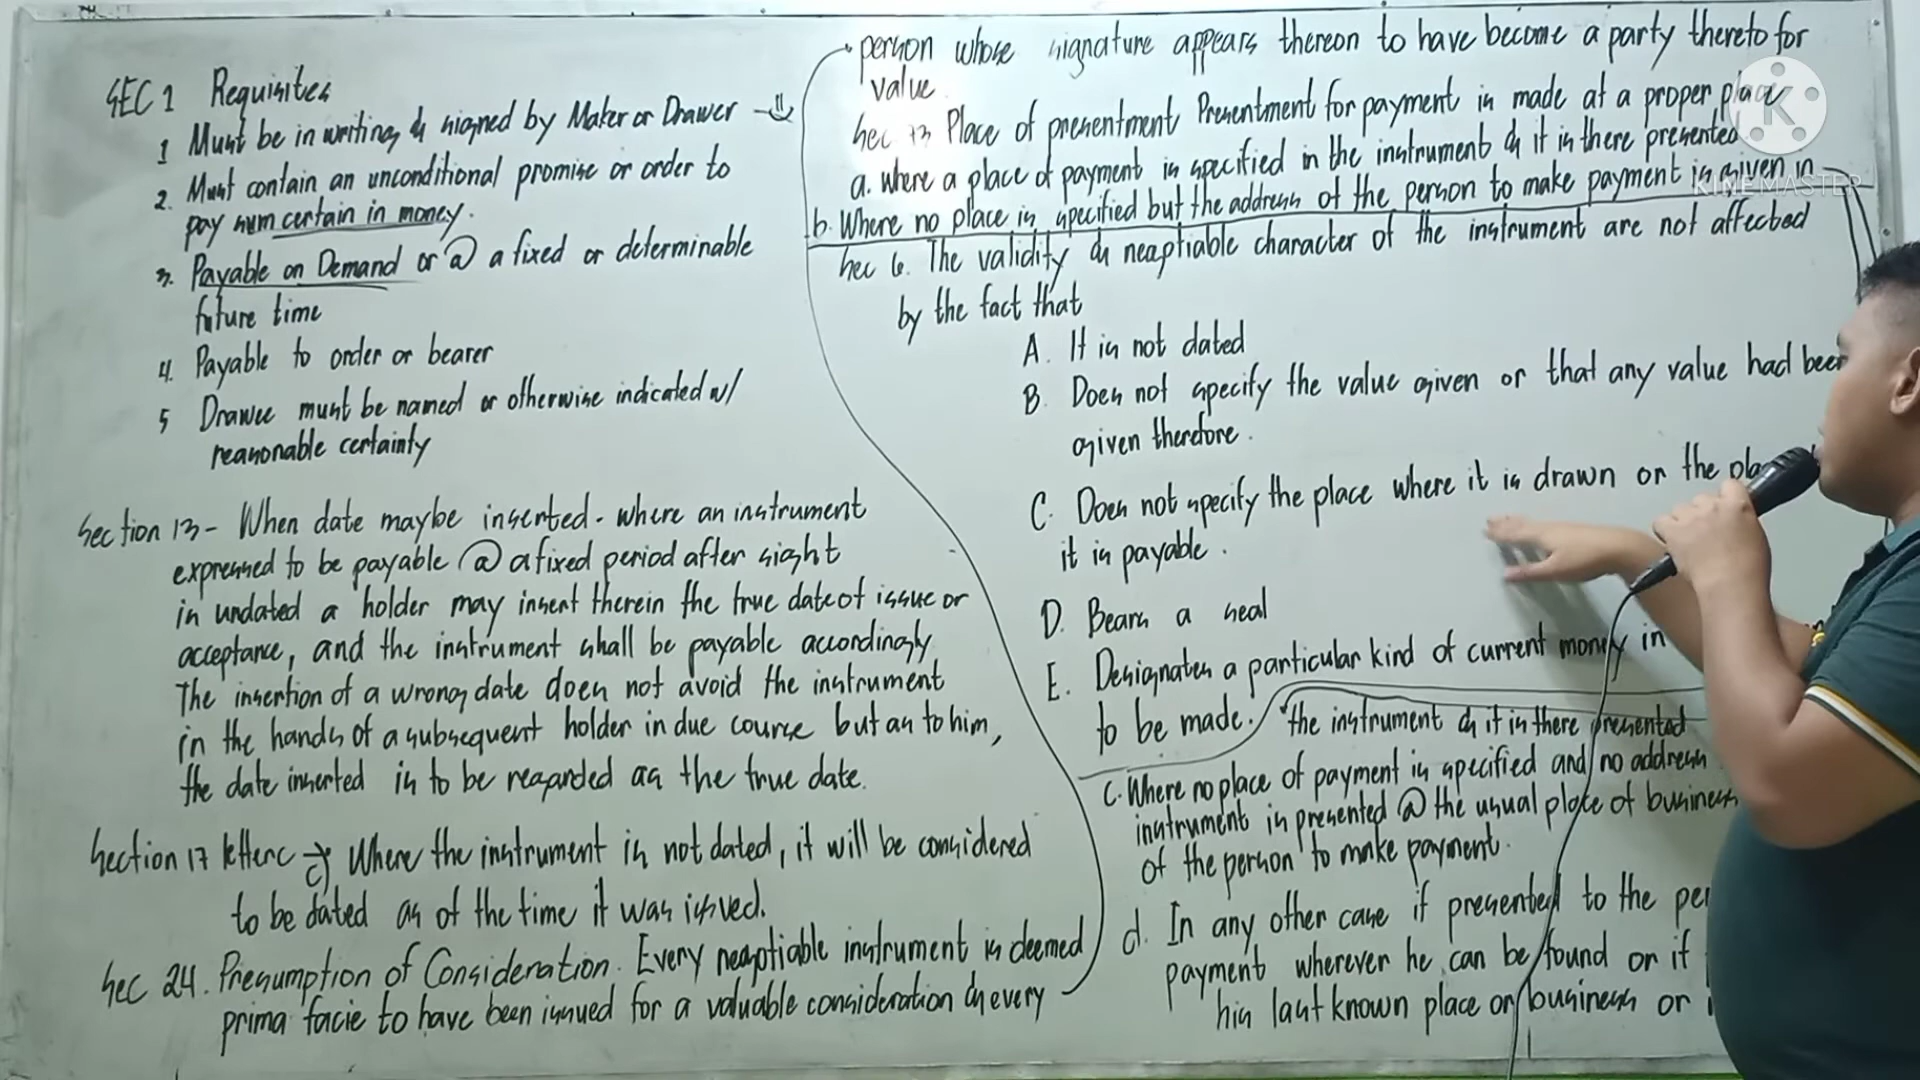 SEC 1 Requisites
1 Must be in writing & signed by Maker or Drawer
2. Must contain an unconditional promise or order to
pay sum certain in money.
3. Payable on Demand or @ a fixed or determinable
future time
4. Payable to order or bearer
5 Drawee must be named or otherwise indicated w/
reasonable certainty
Section 13 - When date maybe inserted. where an instrument
expressed to be payable @ a fixed period after sight
is undated a holder may insert therein the true date of issue or
acceptance, and the instrument shall be payable accordingly
The insertion of a wrong date does not avoid the instrument
in the hands of a subsequent holder in due course but as to him,
the date inserted is to be regarded as the true date.
Section 17 letter c Where the instrument is not dated, it will be considered
to be dated as of the time it was issued.
Sec 24. Presumption of Consideration. Every negotiable instrument is deemed
prima facie to have been issued for a valuable consideration & every
person whose signature appears thereon to have become a party thereto for
value.
Sec 73 Place of presentment Presentment for payment is made at a proper place
a. where a place of payment is specified in the instrument & it is there presented
b. Where no place is specified but the address of the person to make payment is given in
the instrument & it is there presented
Sec 6. The validity & negotiable character of the instrument are not affected
by the fact that
A. It is not dated
B. Does not specify the value given or that any value had been
given therefore.
C. Does not specify the place where it is drawn or the
it is payable.
D. Bears a seal
E. Designates a particular kind of current money in
to be made.
c. Where no place of payment is specified and no address
instrument is presented @ the usual place of business
of the person to make payment.
d. In any other case if presented to the
payment wherever he can be found or if
his last known place or business or
K
KINEMASTER